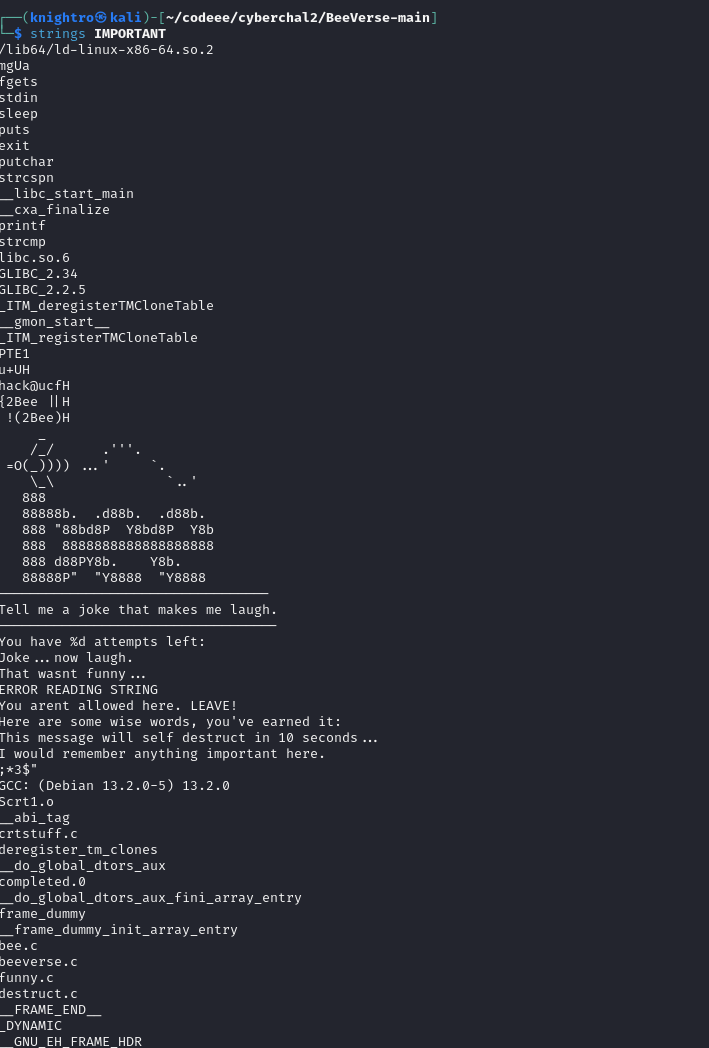 ┌──(knightro㉿kali)-[~/codeee/cyberchal2/BeeVerse-main]
└─$ strings IMPORTANT
/lib64/ld-linux-x86-64.so.2
mgUa
fgets
stdin
sleep
puts
exit
putchar
strcspn
__libc_start_main
__cxa_finalize
printf
strcmp
libc.so.6
GLIBC_2.34
GLIBC_2.2.5
_ITM_deregisterTMCloneTable
__gmon_start__
_ITM_registerTMCloneTable
PTE1
u+UH
hack@ucfH
{2Bee ||H
 !(2Bee)H
     _
    /_/      .'''.
 =O(_)))) ...'     `.
    \_\              `..'
   888
   88888b.  .d88b.  .d88b.
   888 "88bd8P  Y8bd8P  Y8b
   888  8888888888888888888
   888 d88PY8b.    Y8b.
   88888P"  "Y8888  "Y8888
Tell me a joke that makes me laugh.
You have %d attempts left:
Joke...now laugh.
That wasnt funny...
ERROR READING STRING
You arent allowed here. LEAVE!
Here are some wise words, you've earned it:
This message will self destruct in 10 seconds...
I would remember anything important here.
;*3$"
GCC: (Debian 13.2.0-5) 13.2.0
Scrt1.o
__abi_tag
crtstuff.c
deregister_tm_clones
__do_global_dtors_aux
completed.0
__do_global_dtors_aux_fini_array_entry
frame_dummy
__frame_dummy_init_array_entry
bee.c
beeverse.c
funny.c
destruct.c
__FRAME_END__
_DYNAMIC
__GNU_EH_FRAME_HDR